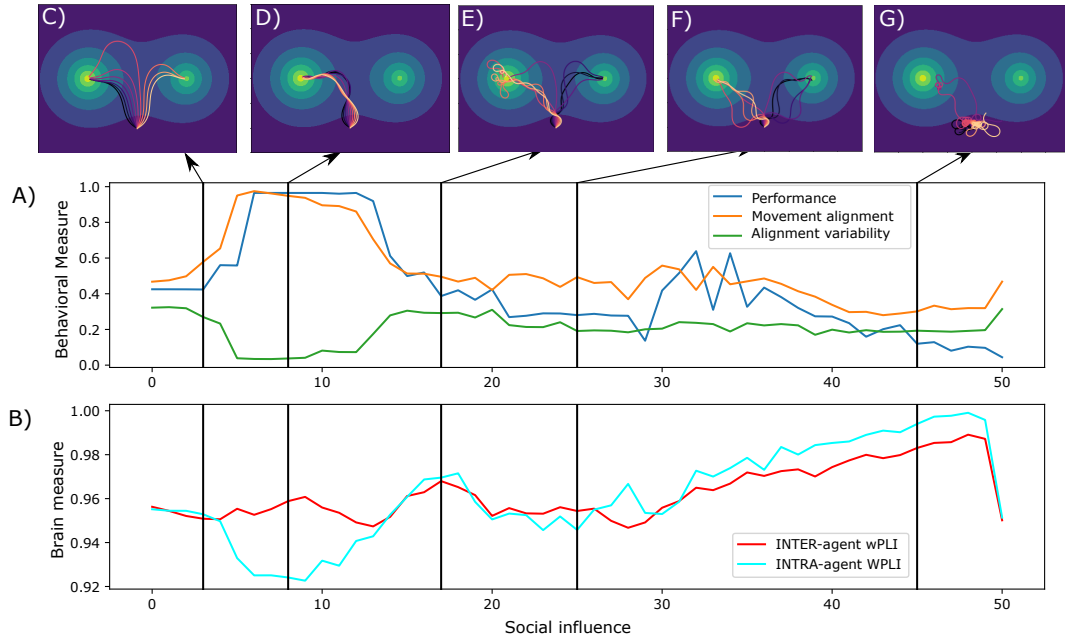 C)
D)
E)
F)
G)
A)
Behavioral Measure
1.0
0.8
0.6
0.4
0.2
0.0
Performance
Movement alignment
Alignment variability
0 10 20 30 40 50
B)
Brain measure
1.00
0.98
0.96
0.94
0.92
INTER-agent wPLI
INTRA-agent WPLI
0 10 20 30 40 50
Social influence